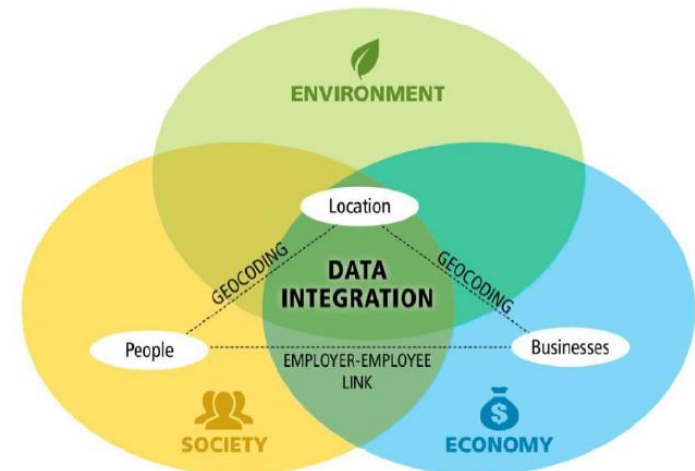 ENVIRONMENT
Location
GEOCODING
GEOCODING
DATA
INTEGRATION
People
Businesses
EMPLOYER-EMPLOYEE
LINK
$
SOCIETY
ECONOMY